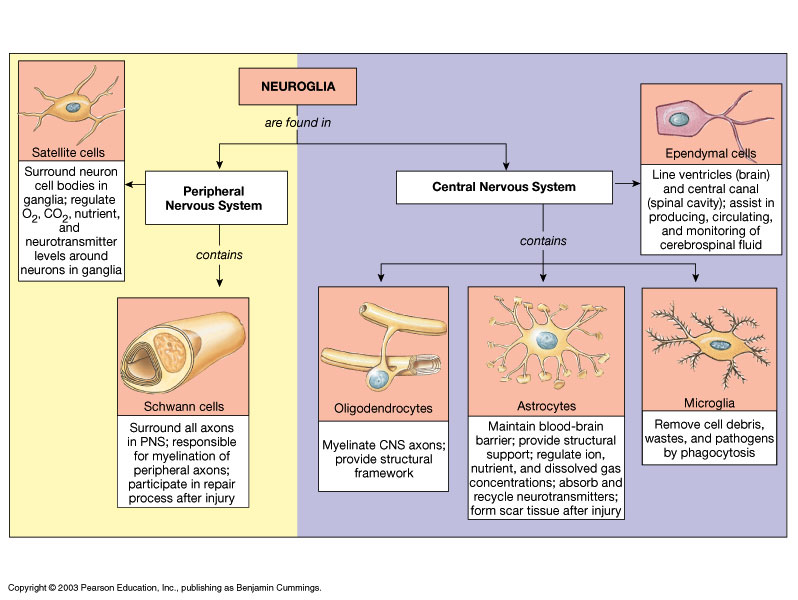 NEUROGLIA
are found in
Satellite cells
Surround neuron
cell bodies in
ganglia; regulate
O2, CO2, nutrient,
and
neurotransmitter
levels around
neurons in ganglia
Peripheral
Nervous System
contains
Schwann cells
Surround all axons
in PNS; responsible
for myelination of
peripheral axons;
participate in repair
process after injury
Central Nervous System
Ependymal cells
Line ventricles (brain)
and central canal
(spinal cavity); assist in
producing, circulating,
and monitoring of
cerebrospinal fluid
contains
Oligodendrocytes
Myelinate CNS axons;
provide structural
framework
Astrocytes
Maintain blood-brain
barrier; provide structural
support; regulate ion,
nutrient, and dissolved gas
concentrations; absorb and
recycle neurotransmitters;
form scar tissue after injury
Microglia
Remove cell debris,
wastes, and pathogens
by phagocytosis
Copyright © 2003 Pearson Education, Inc., publishing as Benjamin Cummings.